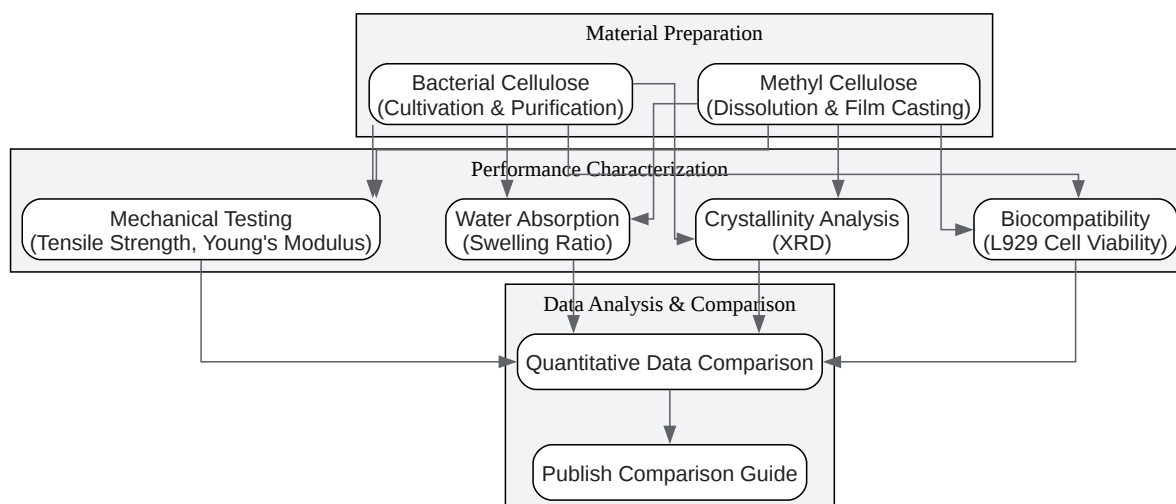 Material Preparation
Bacterial Cellulose
(Cultivation & Purification)
Methyl Cellulose
(Dissolution & Film Casting)
Performance Characterization
Mechanical Testing
(Tensile Strength, Young's Modulus)
Water Absorption
(Swelling Ratio)
Crystallinity Analysis
(XRD)
Biocompatibility
(L929 Cell Viability)
Data Analysis & Comparison
Quantitative Data Comparison
Publish Comparison Guide